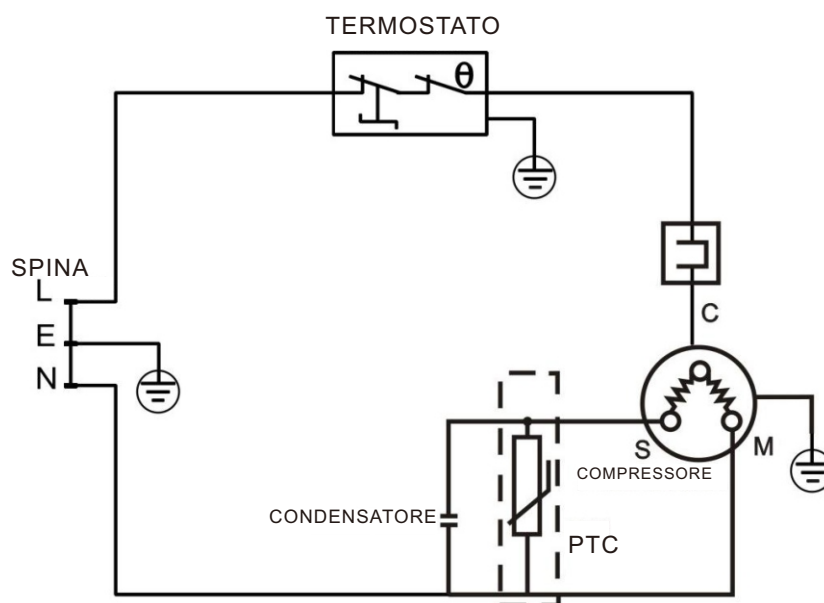 TERMOSTATO
θ
SPINA
L
E
N
C
S
M
COMPRESSORE
CONDENSATORE
PTC